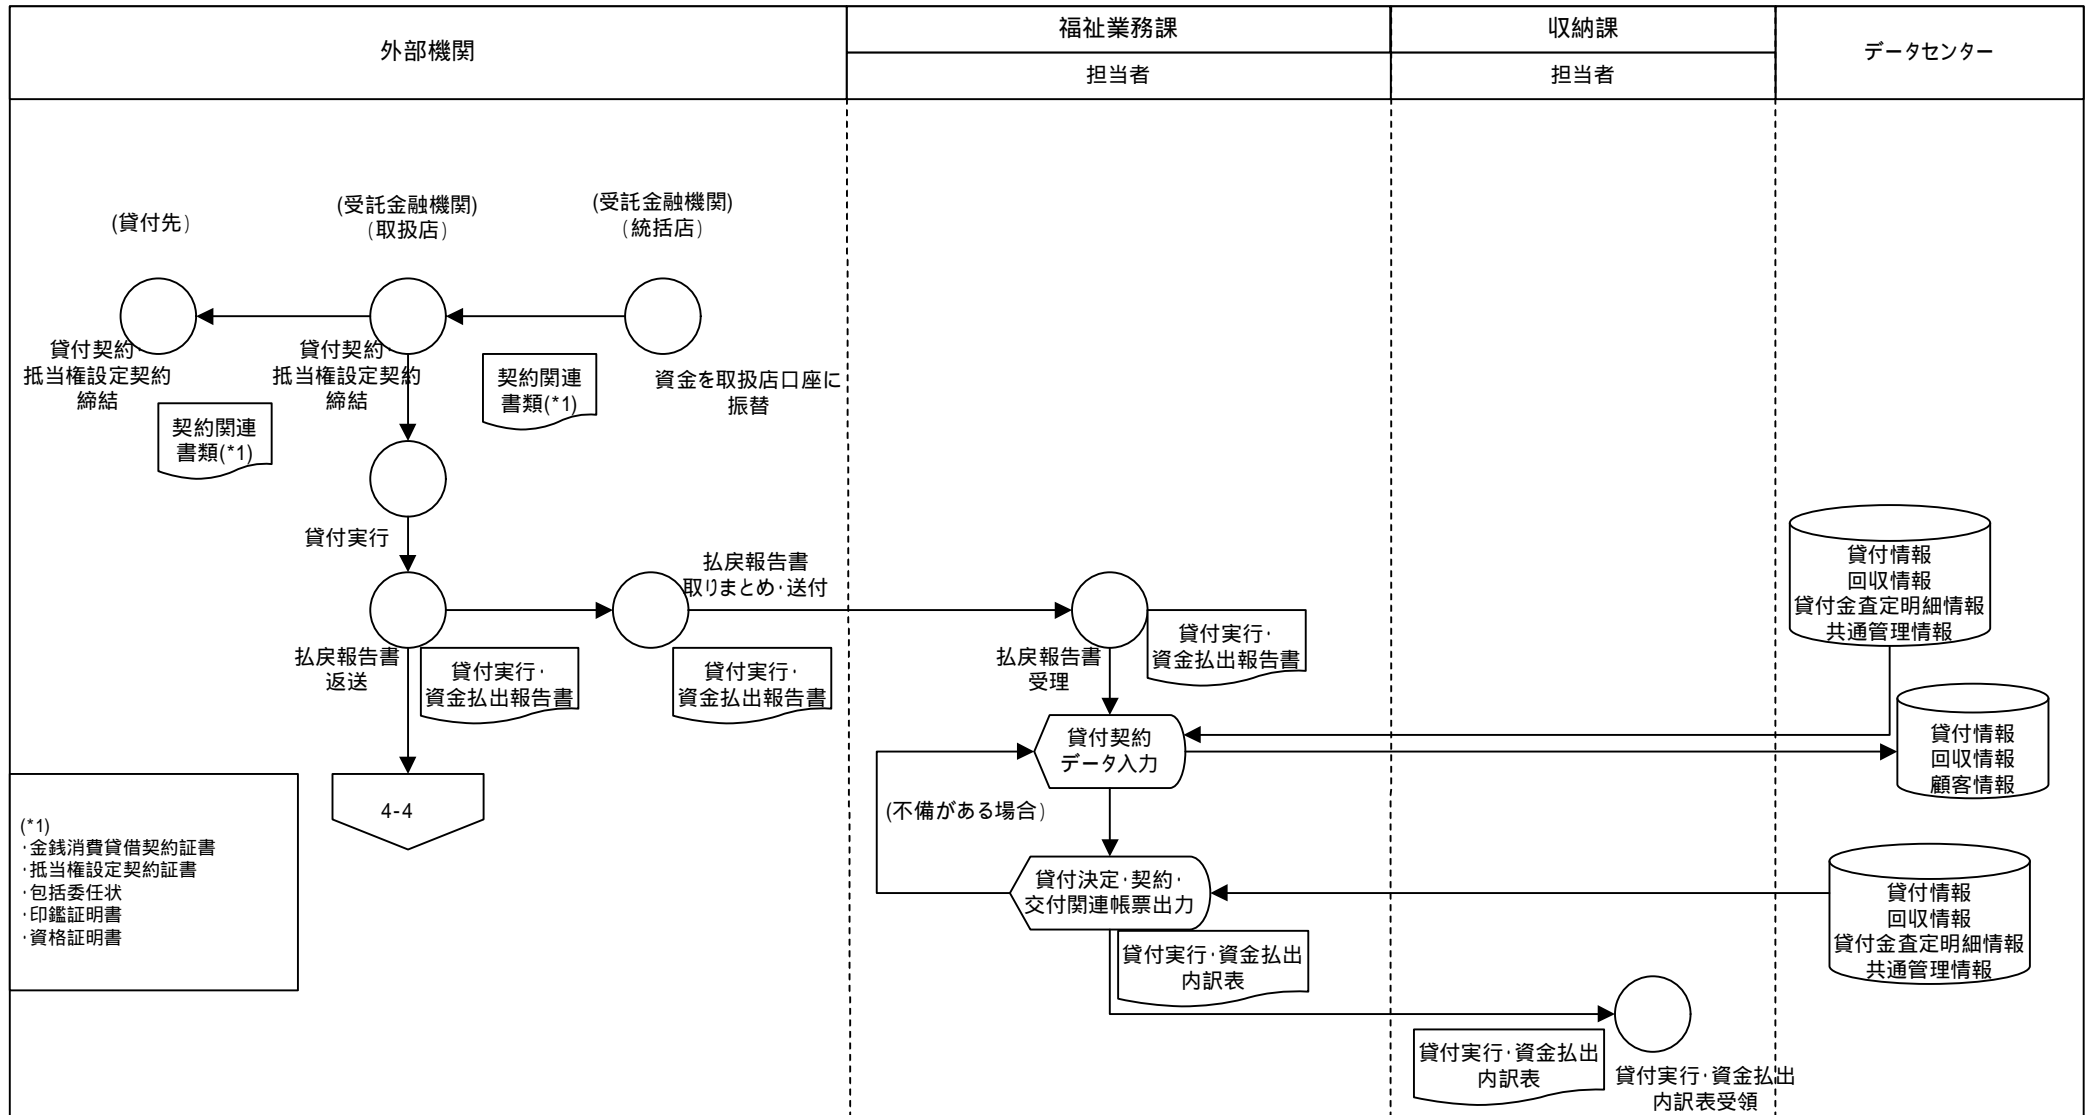 外部機関
福祉業務課
収納課
データセンター
担当者
担当者
(貸付先)
(受託金融機関)
(取扱店)
(受託金融機関)
(統括店)
貸付契約・
抵当権設定契約
締結
貸付契約・
抵当権設定契約
締結
契約関連
書類(*1)
資金を取扱店口座に
振替
契約関連
書類(*1)
貸付実行
払戻報告書
取りまとめ・送付
貸付情報
回収情報
貸付金査定明細情報
共通管理情報
払戻報告書
返送
貸付実行・
資金払出報告書
貸付実行・
資金払出報告書
払戻報告書
受理
貸付実行・
資金払出報告書
貸付契約
データ入力
貸付情報
回収情報
顧客情報
4-4
(不備がある場合)
(*1)
・金銭消費貸借契約証書
・抵当権設定契約証書
・包括委任状
・印鑑証明書
・資格証明書
貸付決定・契約・
交付関連帳票出力
貸付情報
回収情報
貸付金査定明細情報
共通管理情報
貸付実行・資金払出
内訳表
貸付実行・資金払出
内訳表
貸付実行・資金払出
内訳表受領